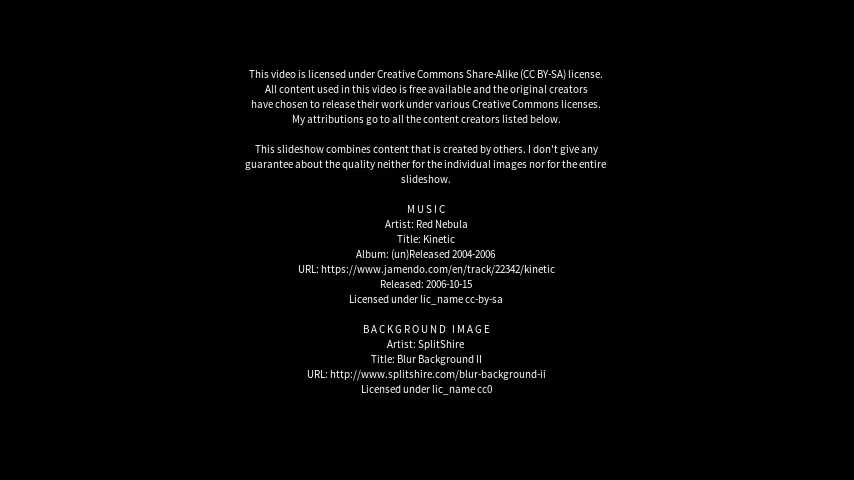 This video is licensed under Creative Commons Share-Alike (CC BY-SA) license.
All content used in this video is free available and the original creators
have chosen to release their work under various Creative Commons licenses.
My attributions go to all the content creators listed below.
This slideshow combines content that is created by others. I don't give any
guarantee about the quality neither for the individual images nor for the entire
slideshow.
MUSIC
Artist: Red Nebula
Title: Kinetic
Album: (un)Released 2004-2006
URL: https://www.jamendo.com/en/track/22342/kinetic
Released: 2006-10-15
Licensed under lic_name cc-by-sa
BACKGROUND IMAGE
Artist: SplitShire
Title: Blur Background II
URL: http://www.splitshire.com/blur-background-ii
Licensed under lic_name cc0